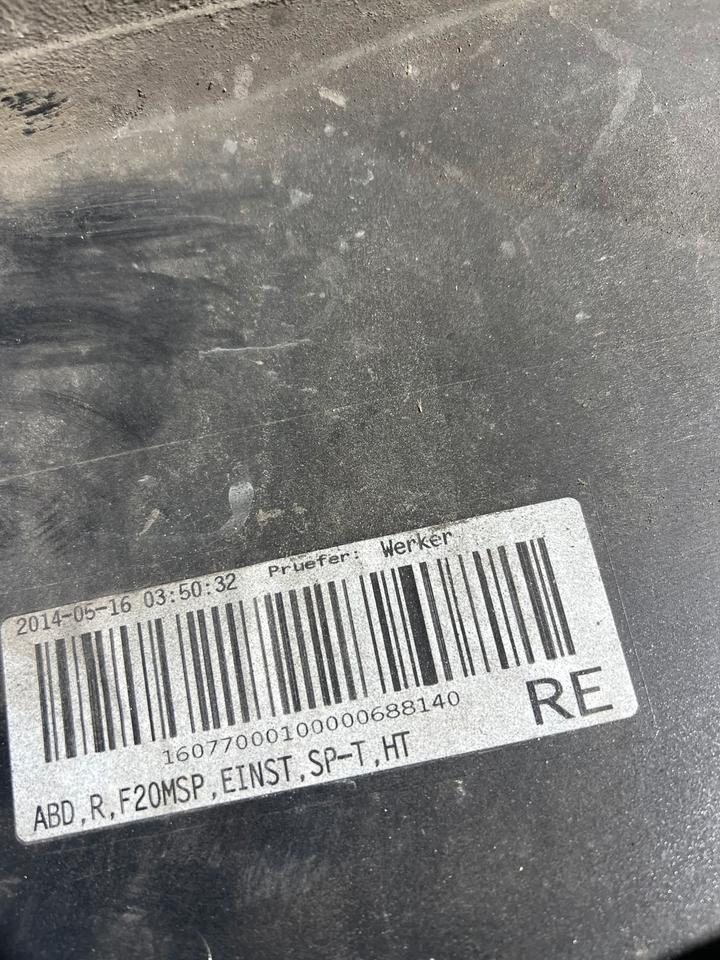 2014-05-16 03:50:32 Pruefer: Werker
16077000100000688140
RE
ABD,R,F20MSP,EINST,SP-T,HT